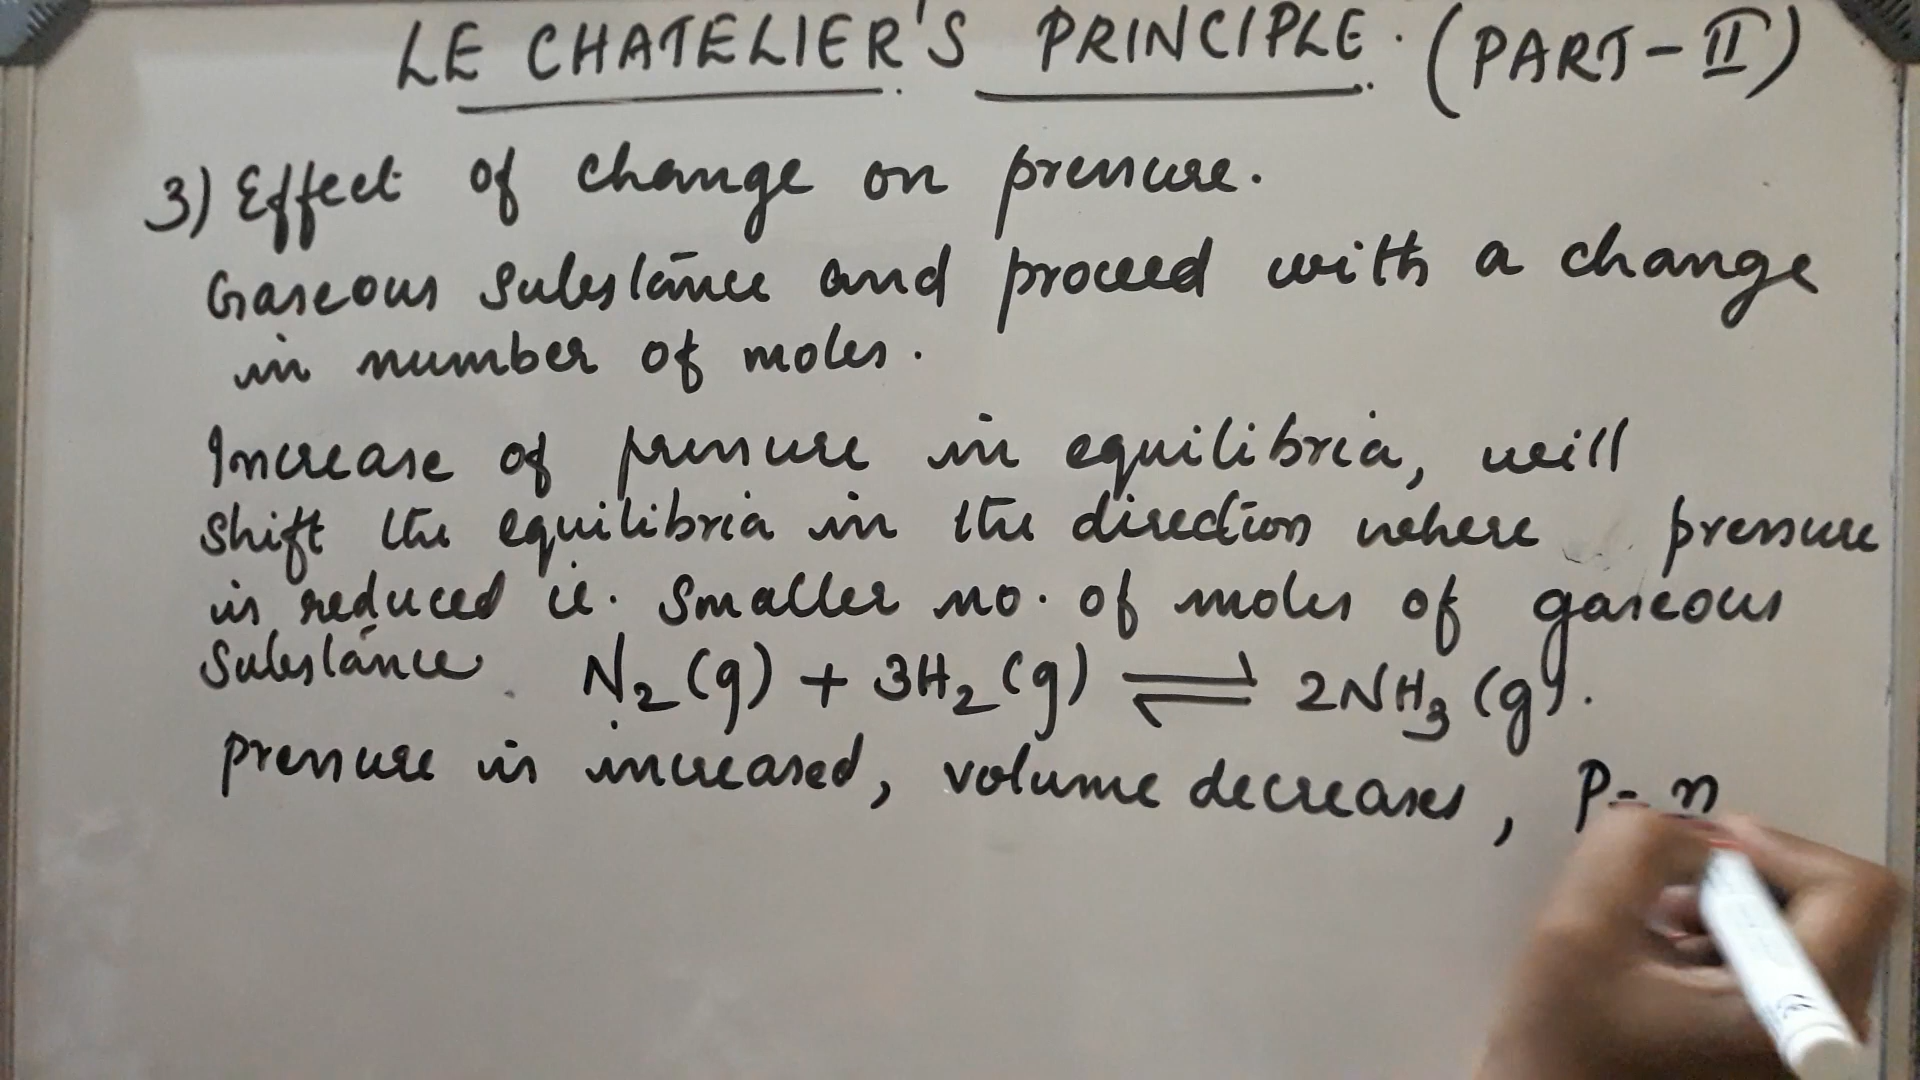 LE CHATELIER'S PRINCIPLE. (PART-II)
3) Effect of change on pressure.
Gaseous substance and proceed with a change
in number of moles.
Increase of pressure in equilibria, will
shift the equilibria in the direction where pressure
is reduced ie. smaller no. of moles of gaseous
substance. N₂(g) + 3H₂(g) ⇌ 2NH₃(g).
pressure is increased, volume decreases, P = n